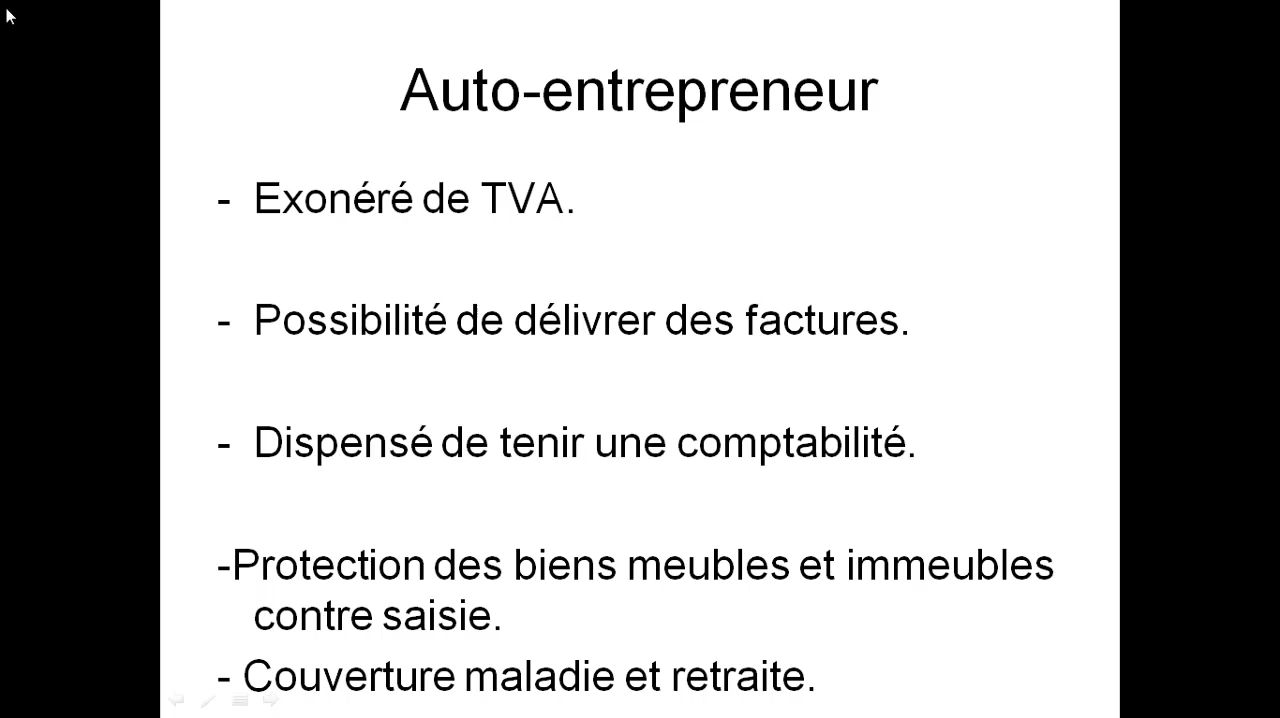 Auto-entrepreneur
- Exonéré de TVA.
- Possibilité de délivrer des factures.
- Dispensé de tenir une comptabilité.
-Protection des biens meubles et immeubles
contre saisie.
- Couverture maladie et retraite.